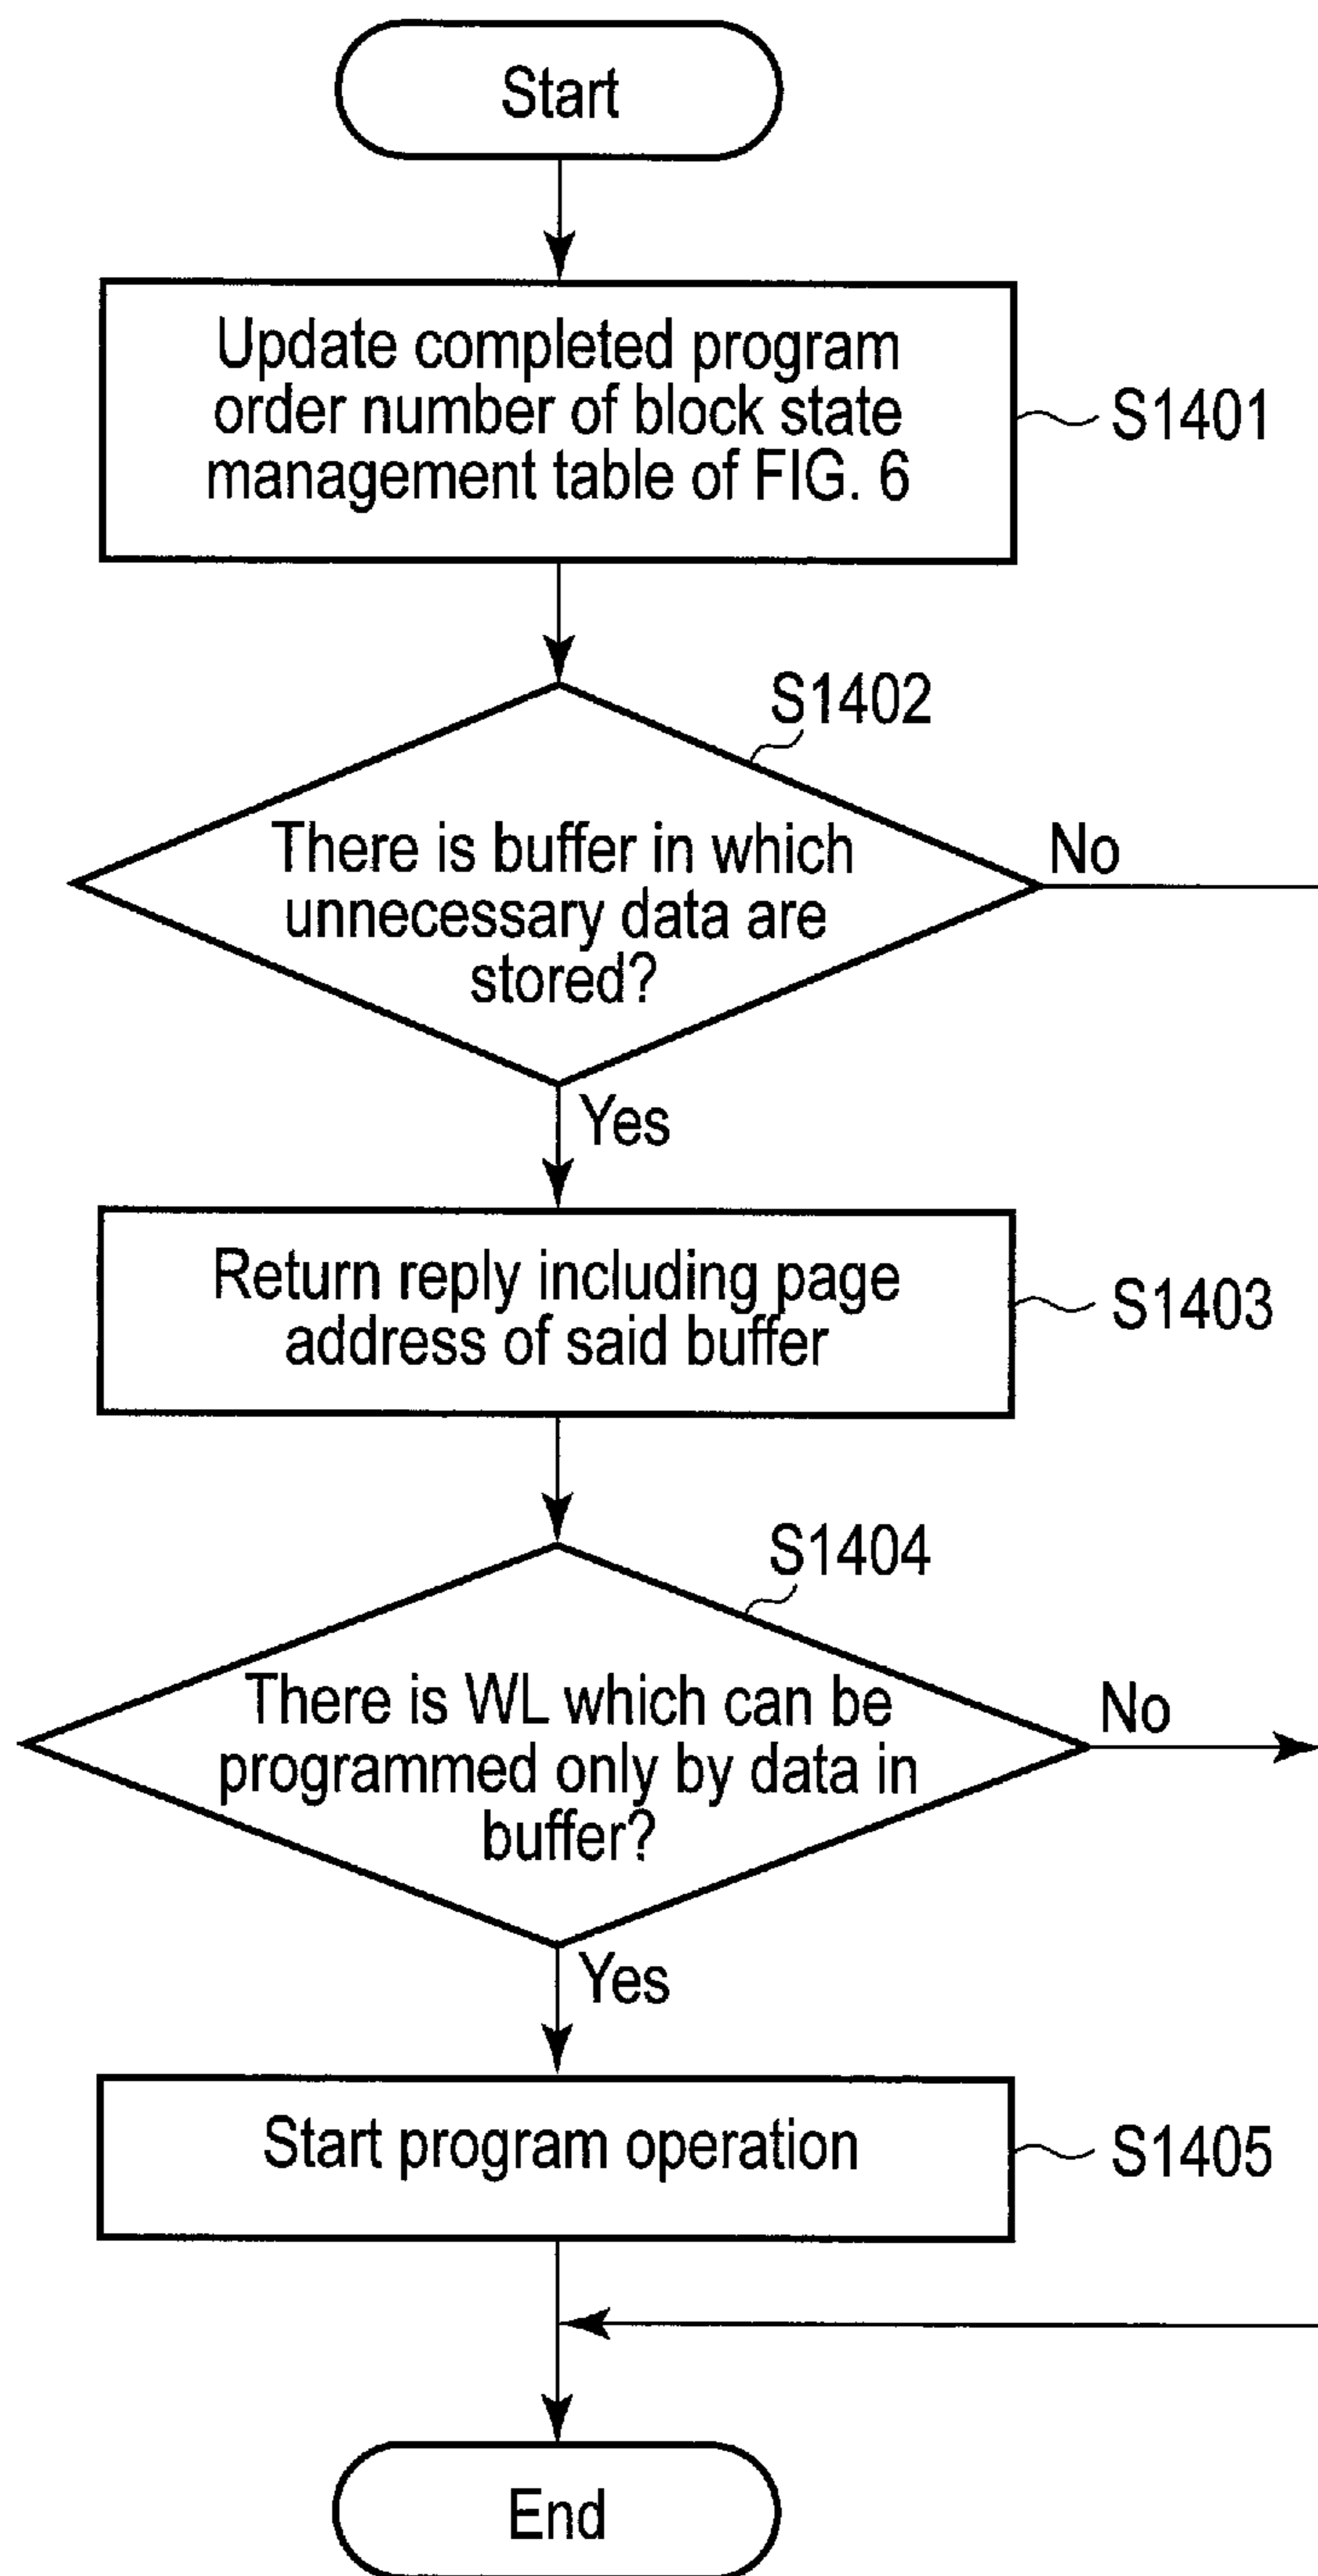 Start
Update completed program
order number of block state
management table of FIG. 6
S1401
S1402
There is buffer in which
unnecessary data are
stored?
No
Yes
Return reply including page
address of said buffer
S1403
S1404
There is WL which can be
programmed only by data in
buffer?
No
Yes
Start program operation
S1405
End